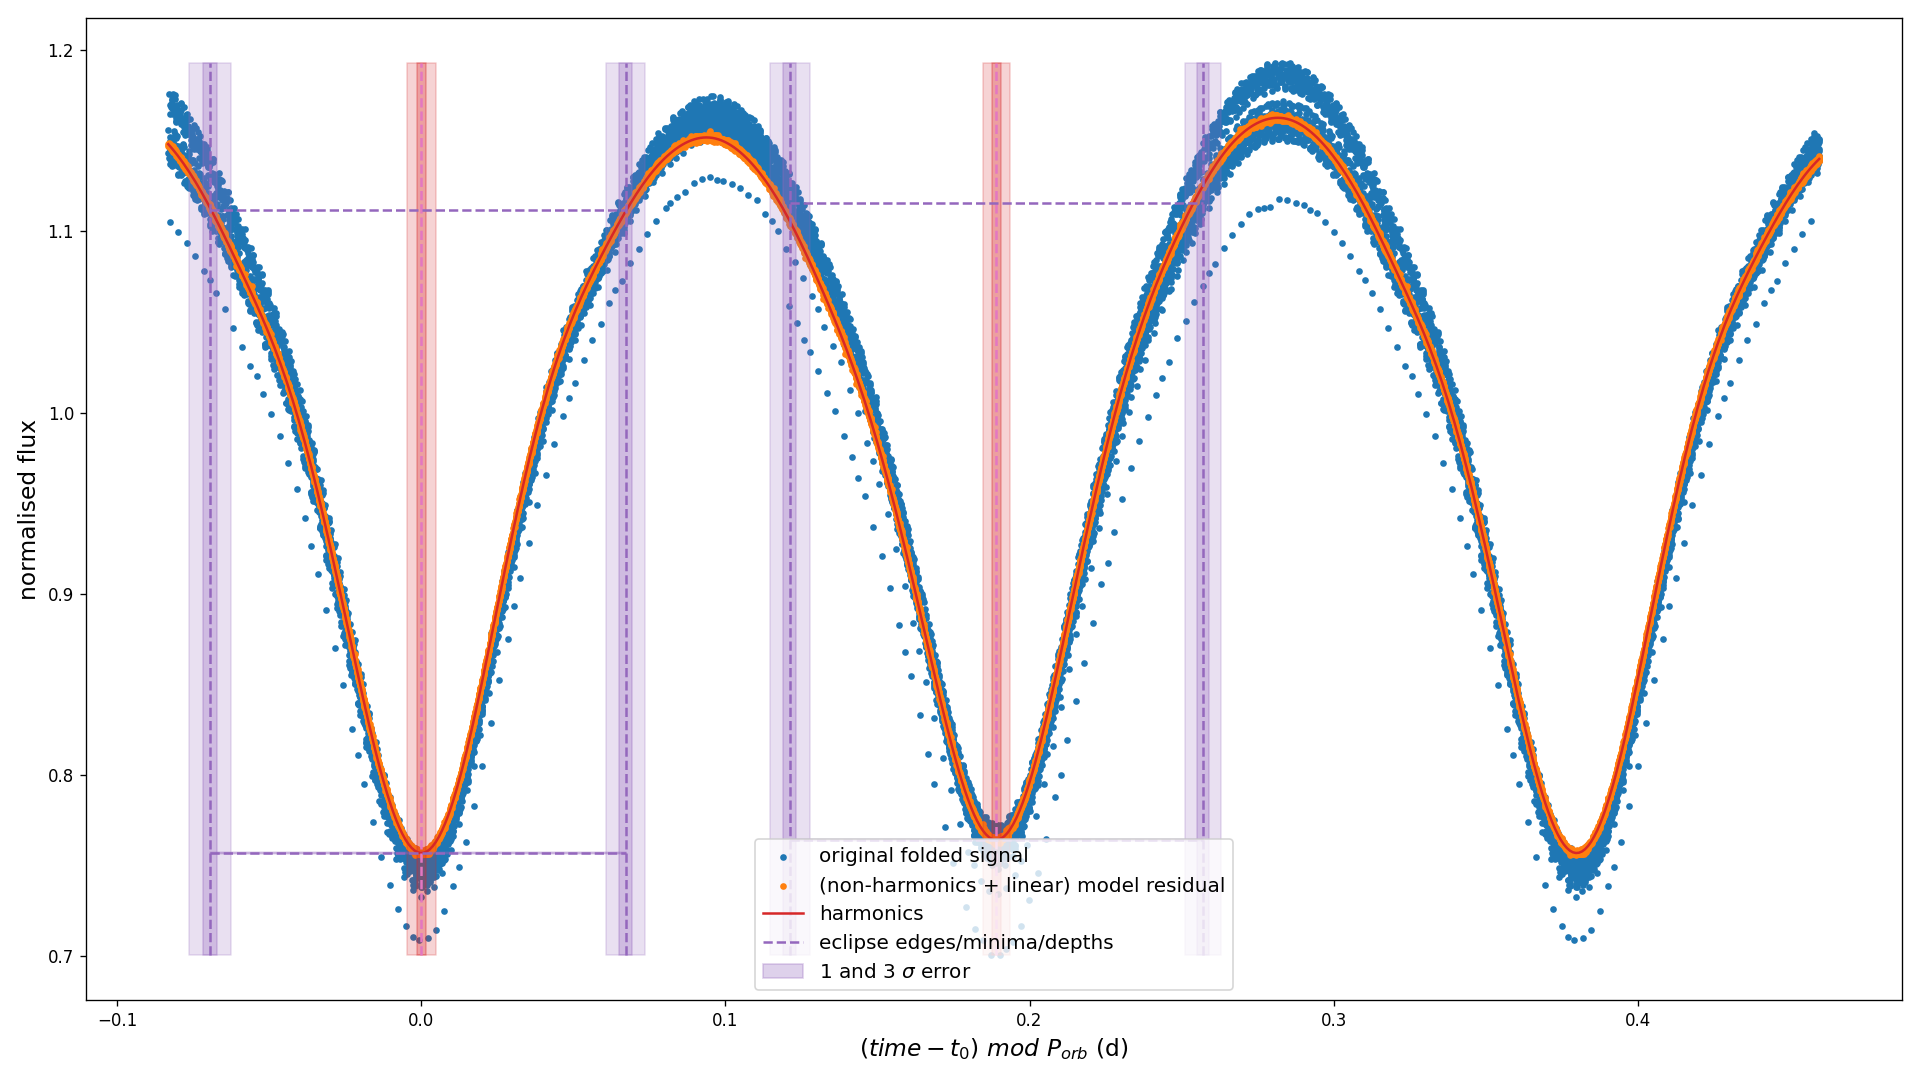 1.2
1.1
1.0
0.9
0.8
0.7
normalised flux
original folded signal
(non-harmonics + linear) model residual
harmonics
eclipse edges/minima/depths
1 and 3 σ error
−0.1 0.0 0.1 0.2 0.3 0.4
(time − t₀) mod P_orb (d)